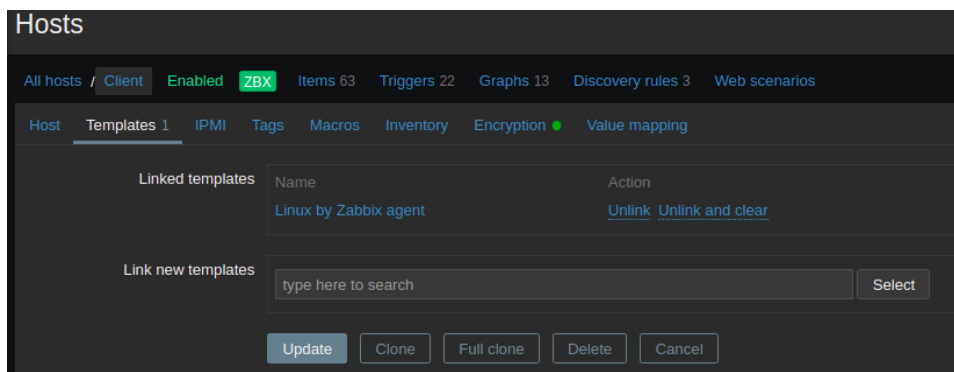 Hosts
All hosts / Client Enabled ZBX Items 63 Triggers 22 Graphs 13 Discovery rules 3 Web scenarios
Host Templates 1 IPMI Tags Macros Inventory Encryption Value mapping
Linked templates Name Action
Linux by Zabbix agent Unlink Unlink and clear
Link new templates type here to search Select
Update Clone Full clone Delete Cancel